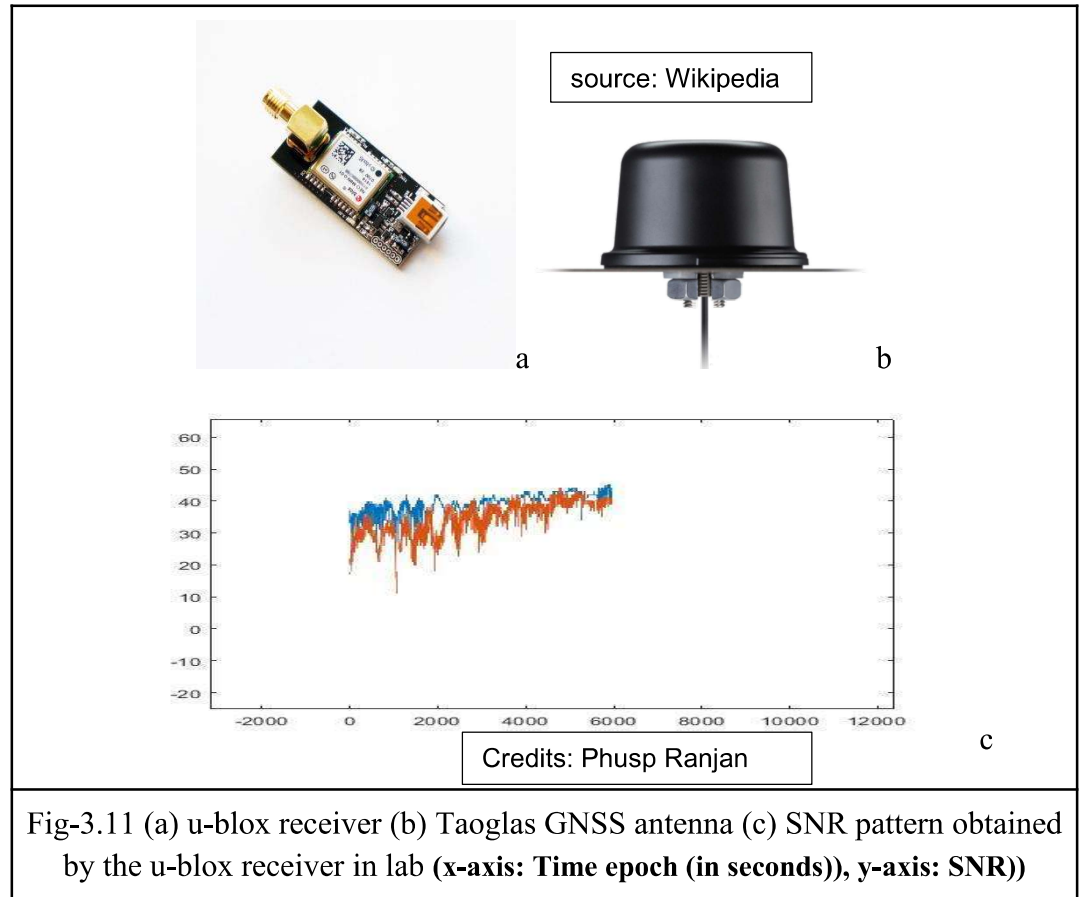 source: Wikipedia
a
b
60
50
40
30
20
10
0
-10
-20
-2000 0 2000 4000 6000 8000 10000 12000
c
Credits: Phusp Ranjan
Fig-3.11 (a) u-blox receiver (b) Taoglas GNSS antenna (c) SNR pattern obtained
by the u-blox receiver in lab (x-axis: Time epoch (in seconds)), y-axis: SNR))